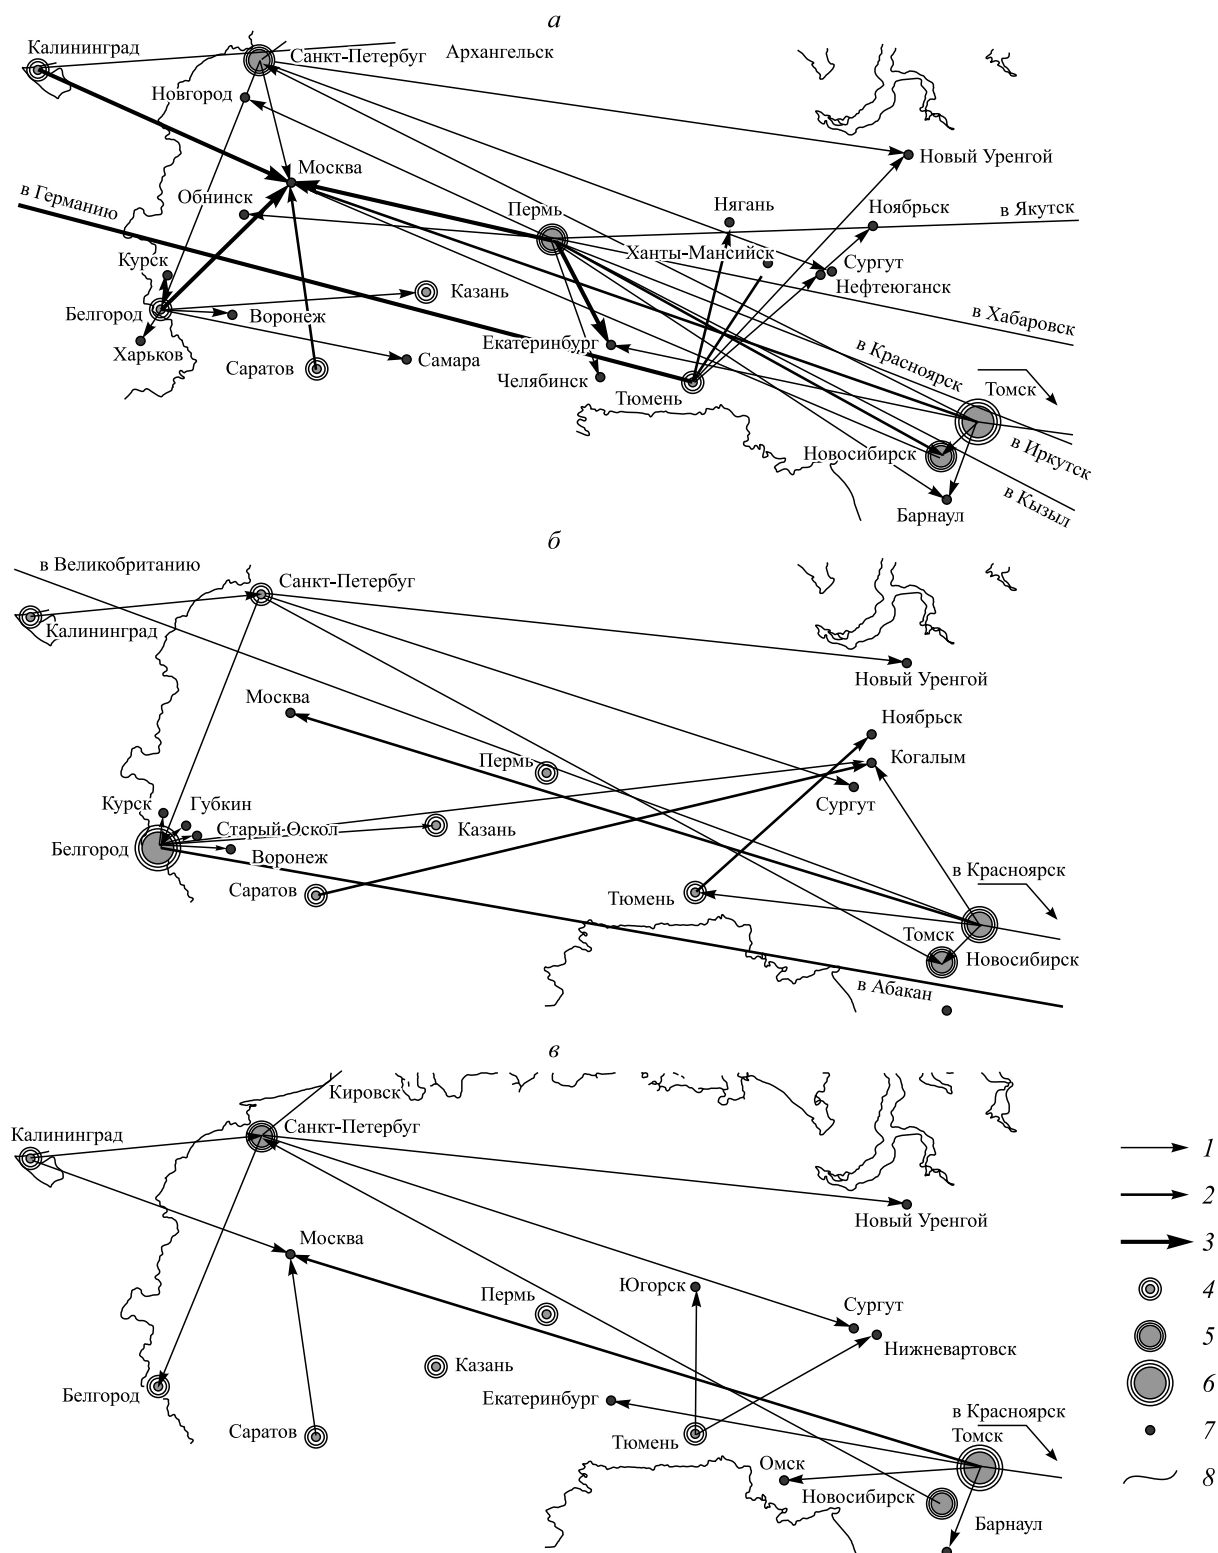 а
Калининград
Санкт-Петербуг
Архангельск
Новгород
Москва
Новый Уренгой
в Германию
Обнинск
Пермь
Нягань
Ноябрьск
в Якутск
Ханты-Мансийск
Сургут
Курск
Казань
Нефтеюганск
Белгород
Воронеж
в Хабаровск
Харьков
Самара
Екатеринбург
в Красноярск
Саратов
Челябинск
Томск
Тюмень
Новосибирск
в Иркутск
в Кызыл
Барнаул
б
в Великобританию
Санкт-Петербуг
Калининград
Новый Уренгой
Москва
Ноябрьск
Пермь
Когалым
Курск
Губкин
Сургут
Старый Оскол
Казань
Белгород
Воронеж
в Красноярск
Саратов
Тюмень
Томск
Новосибирск
в Абакан
в
Кировск
Калининград
Санкт-Петербуг
1
2
Новый Уренгой
Москва
3
Югорск
Пермь
4
Сургут
5
Нижневартовск
Казань
6
Белгород
Екатеринбург
в Красноярск
Саратов
Тюмень
Томск
7
Омск
8
Новосибирск
Барнаул